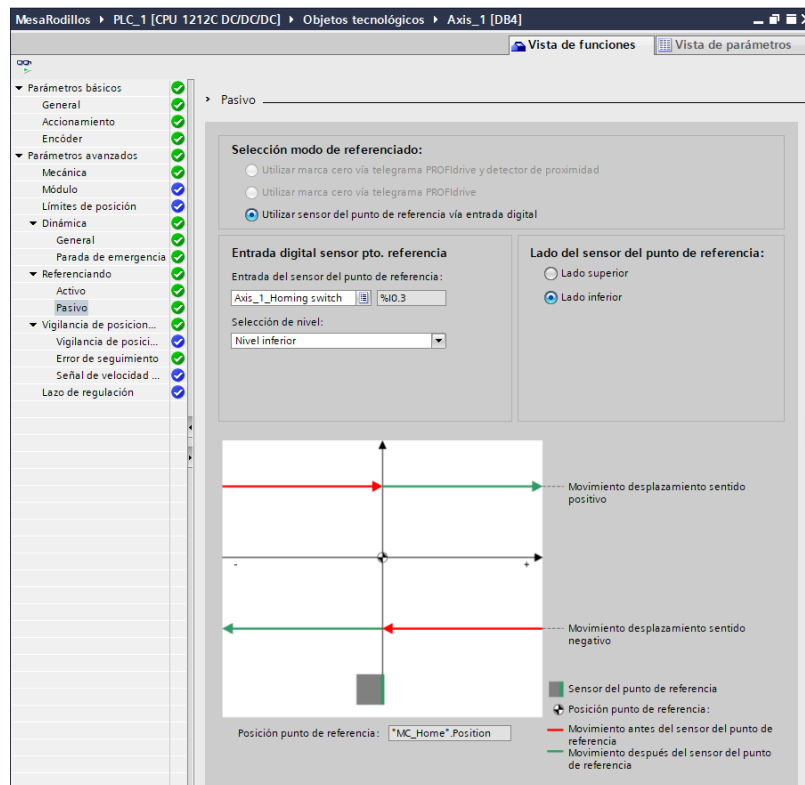 MesaRodillos ▸ PLC_1 [CPU 1212C DC/DC/DC] ▸ Objetos tecnológicos ▸ Axis_1 [DB4]
Vista de funciones
Vista de parámetros
Parámetros básicos
General
Accionamiento
Encóder
Parámetros avanzados
Mecánica
Módulo
Límites de posición
Dinámica
General
Parada de emergencia
Referenciando
Activo
Pasivo
Vigilancia de posicion...
Vigilancia de posici...
Error de seguimiento
Señal de velocidad ...
Lazo de regulación
Pasivo
Selección modo de referenciado:
Utilizar marca cero vía telegrama PROFIdrive y detector de proximidad
Utilizar marca cero vía telegrama PROFIdrive
Utilizar sensor del punto de referencia vía entrada digital
Entrada digital sensor pto. referencia
Entrada del sensor del punto de referencia:
Axis_1_Homing switch
%I0.3
Selección de nivel:
Nivel inferior
Lado del sensor del punto de referencia:
Lado superior
Lado inferior
Movimiento desplazamiento sentido
positivo
- +
Movimiento desplazamiento sentido
negativo
Sensor del punto de referencia
Posición punto de referencia:
Movimiento antes del sensor del punto de
referencia
Movimiento después del sensor del punto
de referencia
Posición punto de referencia:
"MC_Home".Position